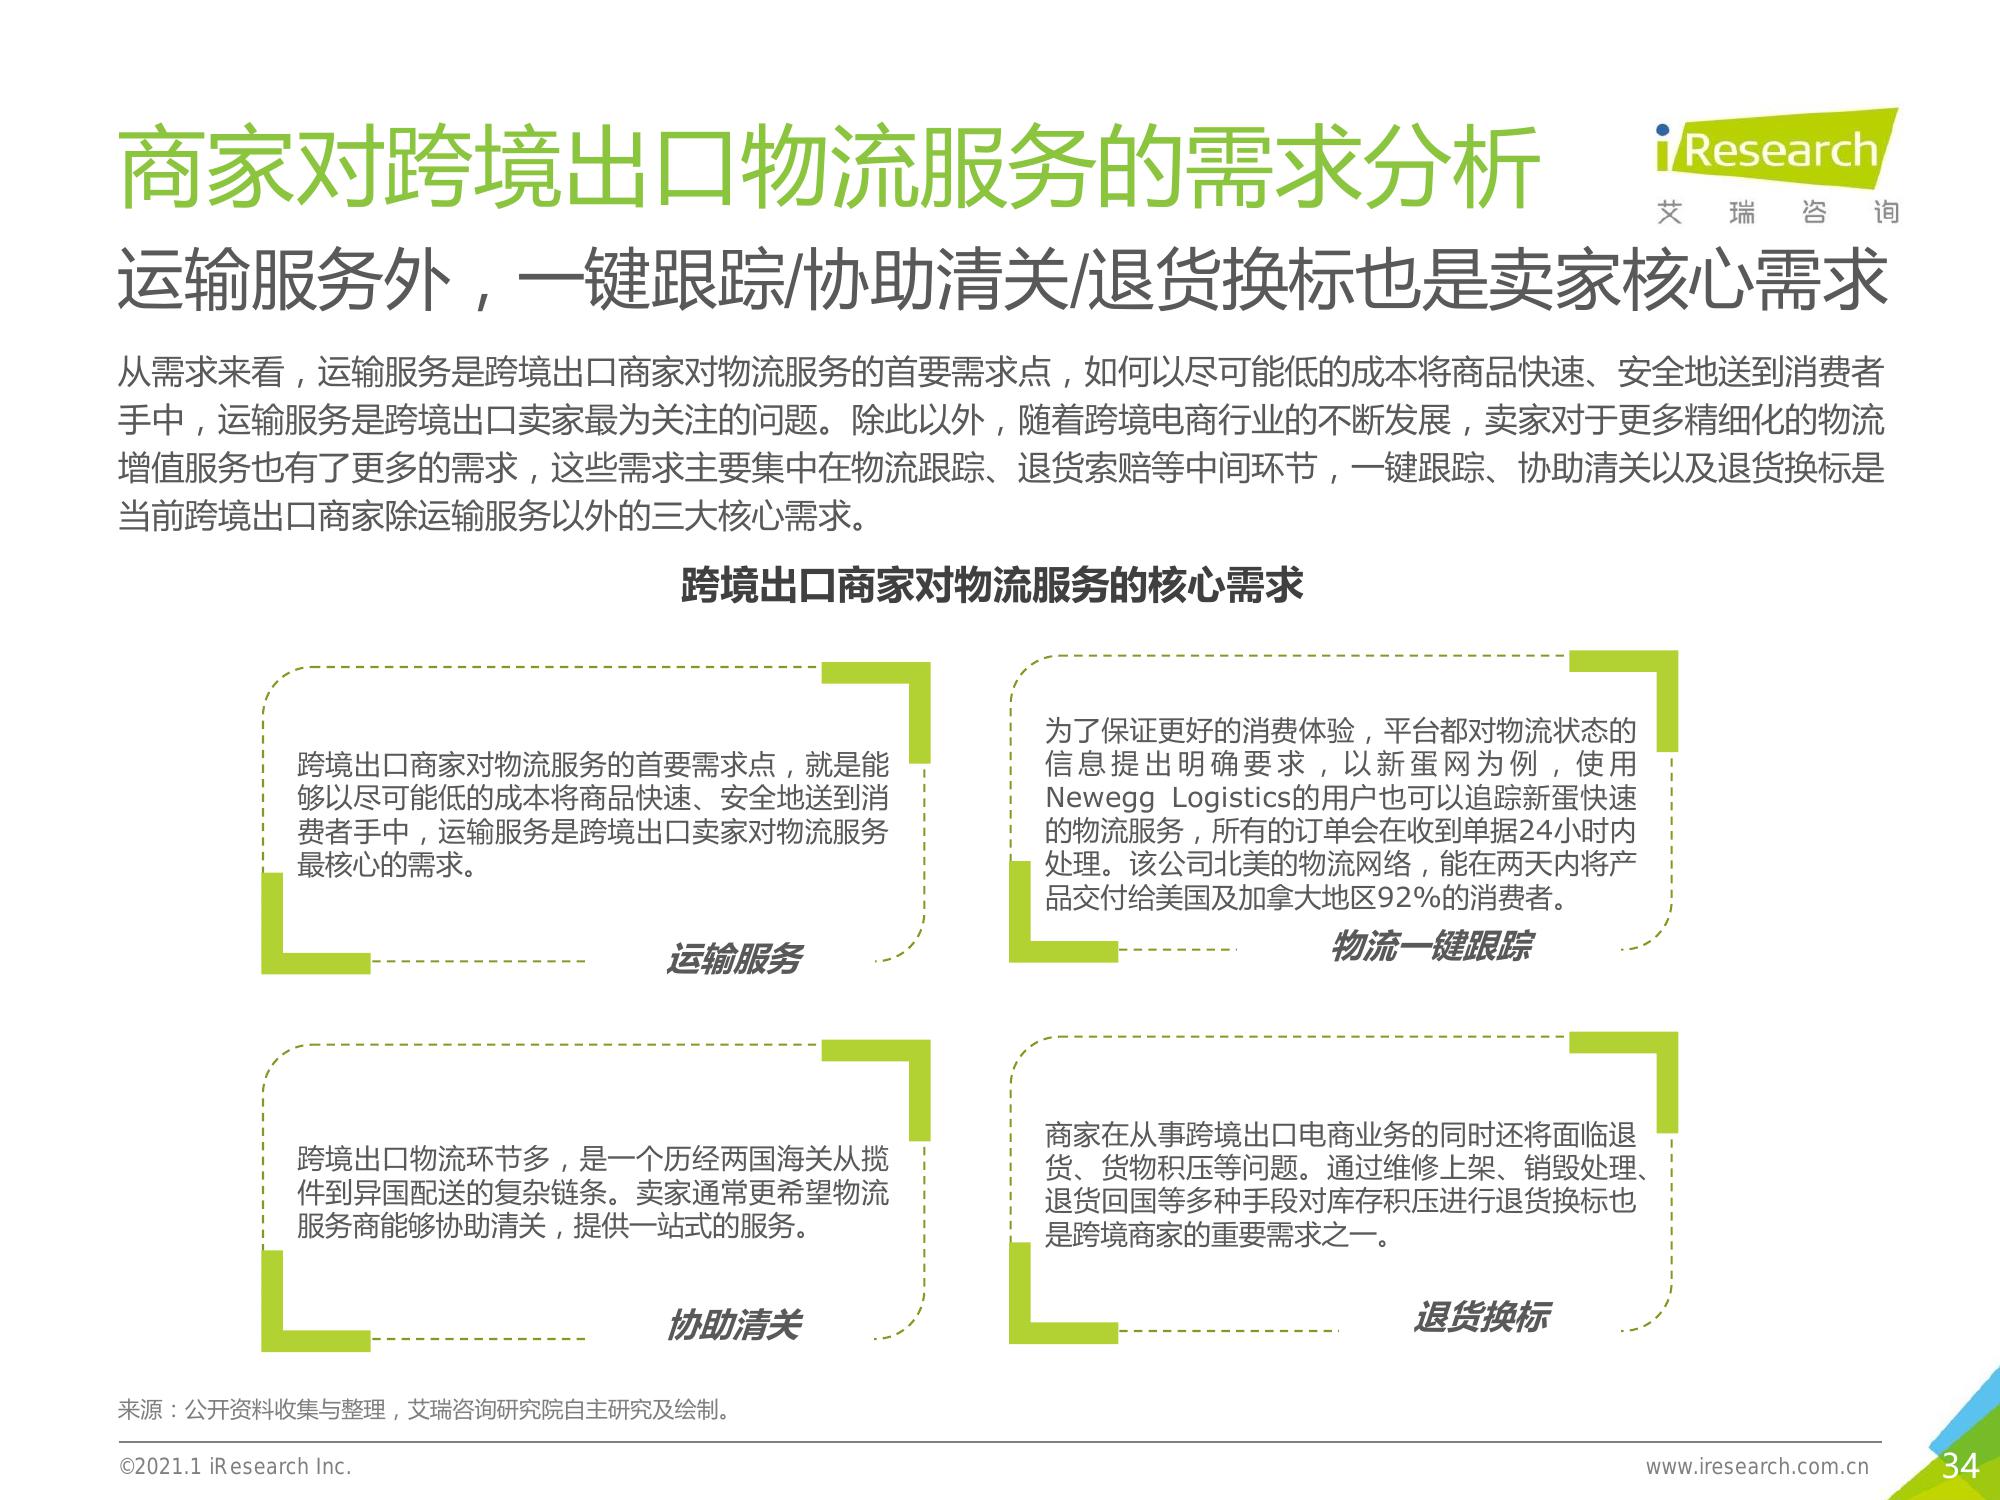 商家对跨境出口物流服务的需求分析
iResearch
艾瑞咨询
运输服务外，一键跟踪/协助清关/退货换标也是卖家核心需求
从需求来看，运输服务是跨境出口商家对物流服务的首要需求点，如何以尽可能低的成本将商品快速、安全地送到消费者
手中，运输服务是跨境出口卖家最为关注的问题。除此以外，随着跨境电商行业的不断发展，卖家对于更多精细化的物流
增值服务也有了更多的需求，这些需求主要集中在物流跟踪、退货索赔等中间环节，一键跟踪、协助清关以及退货换标是
当前跨境出口商家除运输服务以外的三大核心需求。
跨境出口商家对物流服务的核心需求
跨境出口商家对物流服务的首要需求点，就是能
够以尽可能低的成本将商品快速、安全地送到消
费者手中，运输服务是跨境出口卖家对物流服务
最核心的需求。
运输服务
为了保证更好的消费体验，平台都对物流状态的
信息提出明确要求，以新蛋网为例，使用
Newegg Logistics的用户也可以追踪新蛋快速
的物流服务，所有的订单会在收到单据24小时内
处理。该公司北美的物流网络，能在两天内将产
品交付给美国及加拿大地区92%的消费者。
物流一键跟踪
跨境出口物流环节多，是一个历经两国海关从揽
件到异国配送的复杂链条。卖家通常更希望物流
服务商能够协助清关，提供一站式的服务。
协助清关
商家在从事跨境出口电商业务的同时还将面临退
货、货物积压等问题。通过维修上架、销毁处理、
退货回国等多种手段对库存积压进行退货换标也
是跨境商家的重要需求之一。
退货换标
来源：公开资料收集与整理，艾瑞咨询研究院自主研究及绘制。
©2021.1 iResearch Inc.
www.iresearch.com.cn
34